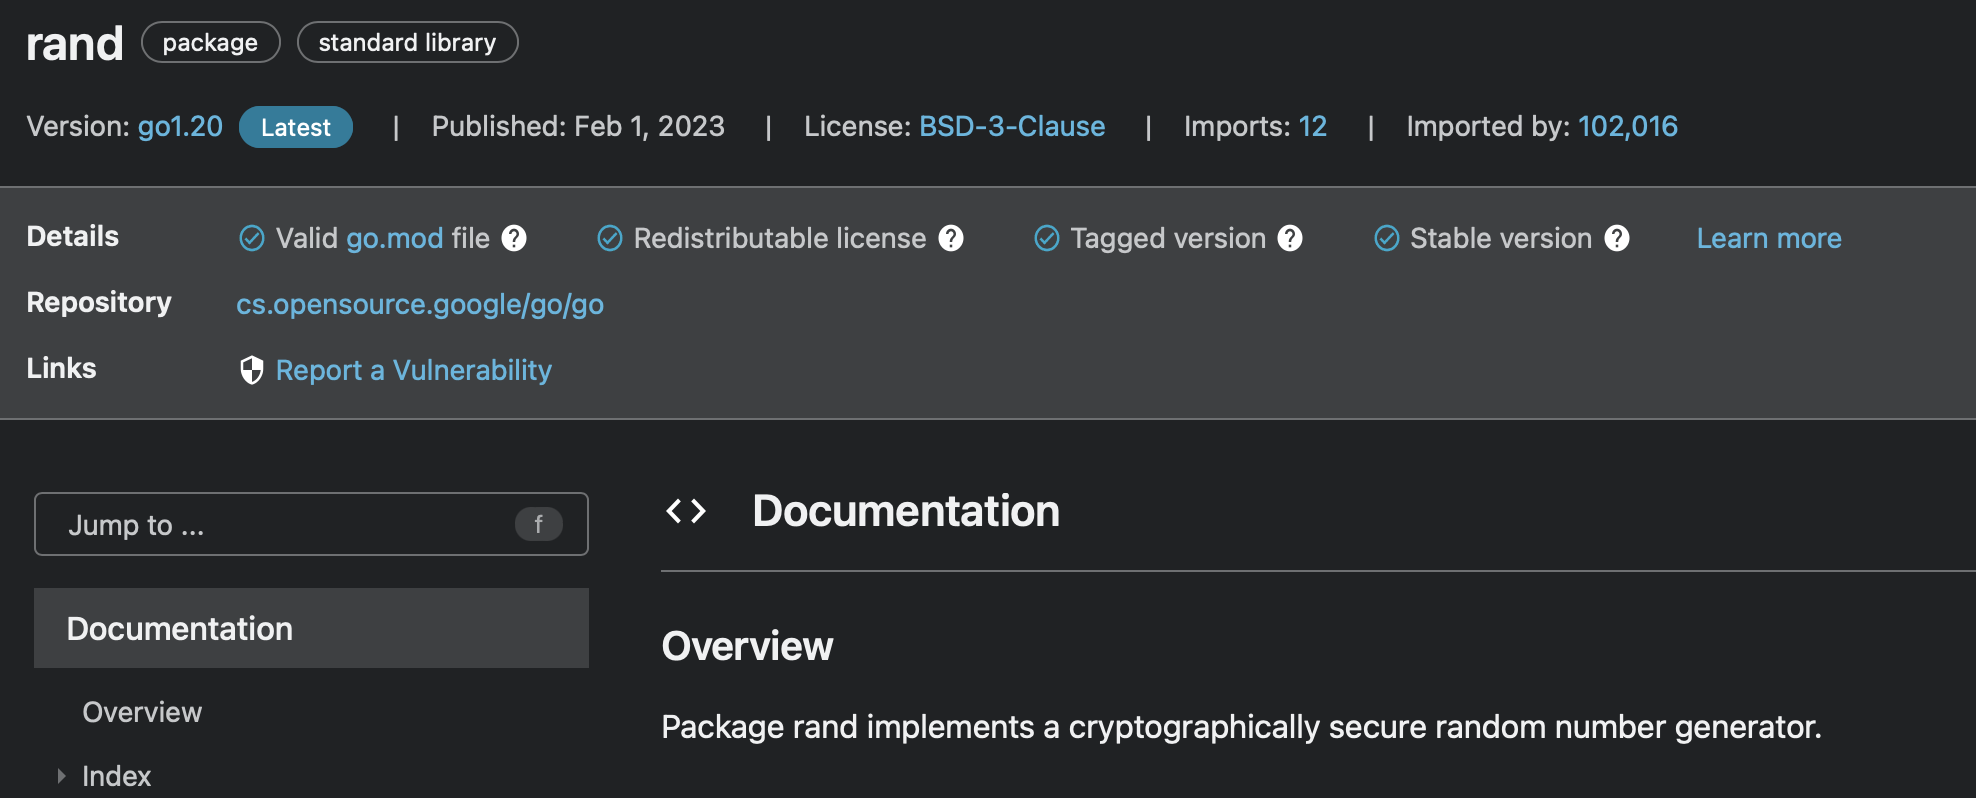 rand package standard library
Version: go1.20 Latest | Published: Feb 1, 2023 | License: BSD-3-Clause | Imports: 12 | Imported by: 102,016
Details Valid go.mod file ? Redistributable license ? Tagged version ? Stable version ? Learn more
Repository cs.opensource.google/go/go
Links Report a Vulnerability
Jump to ... f
Documentation
Overview
Index
<> Documentation
Overview
Package rand implements a cryptographically secure random number generator.